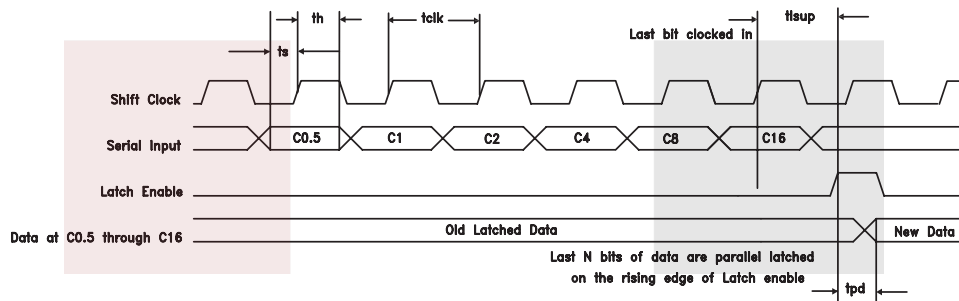 th
tclk
tlsup
Last bit clocked in
ts
Shift Clock
Serial Input
C0.5
C1
C2
C4
C8
C16
Latch Enable
Data at C0.5 through C16
Old Latched Data
New Data
Last N bits of data are parallel latched
on the rising edge of Latch enable
tpd